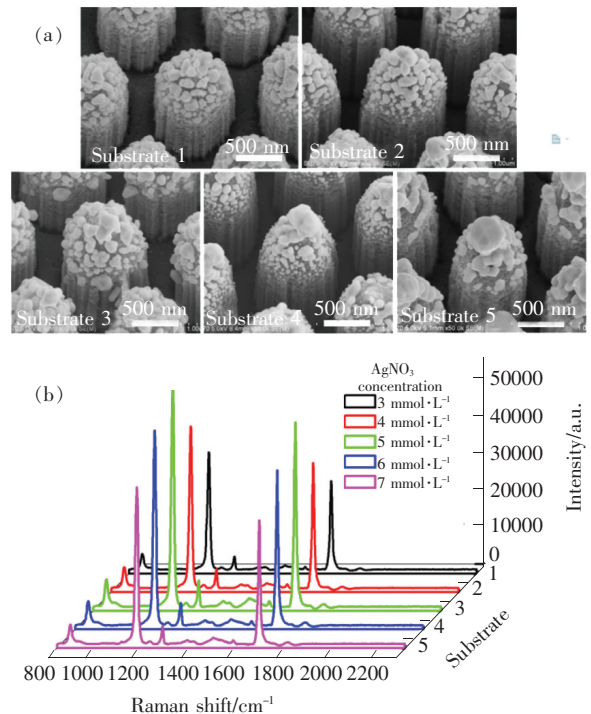 (a)
Substrate 1
500 nm
Substrate 2
500 nm
1.00um
Substrate 3
500 nm
Substrate 4
500 nm
Substrate 5
500 nm
(b)
AgNO₃
concentration
3 mmol·L⁻¹
4 mmol·L⁻¹
5 mmol·L⁻¹
6 mmol·L⁻¹
7 mmol·L⁻¹
50000
40000
30000
20000
10000
0
Intensity/a.u.
1
2
3
4
5
Substrate
800 1000 1200 1400 1600 1800 2000 2200
Raman shift/cm⁻¹